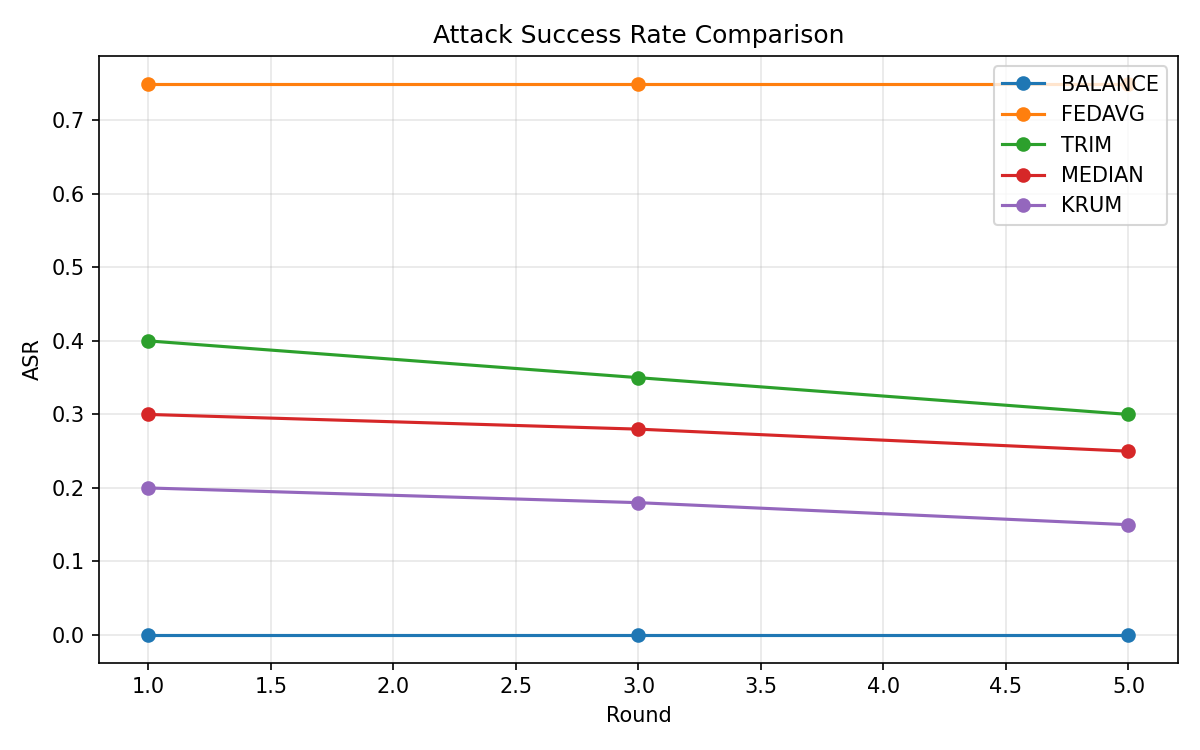 Attack Success Rate Comparison
BALANCE
FEDAVG
TRIM
MEDIAN
KRUM
0.7
0.6
0.5
0.4
0.3
0.2
0.1
0.0
ASR
1.0 1.5 2.0 2.5 3.0 3.5 4.0 4.5 5.0
Round